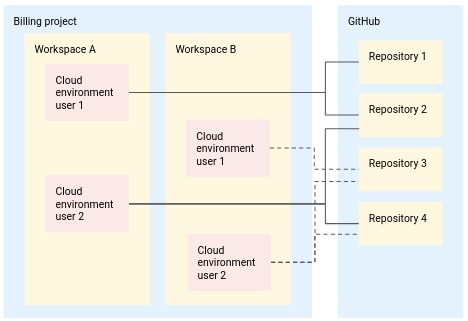 Billing project
GitHub
Workspace A
Workspace B
Repository 1
Cloud
environment
user 1
Repository 2
Cloud
environment
user 1
Repository 3
Cloud
environment
user 2
Repository 4
Cloud
environment
user 2